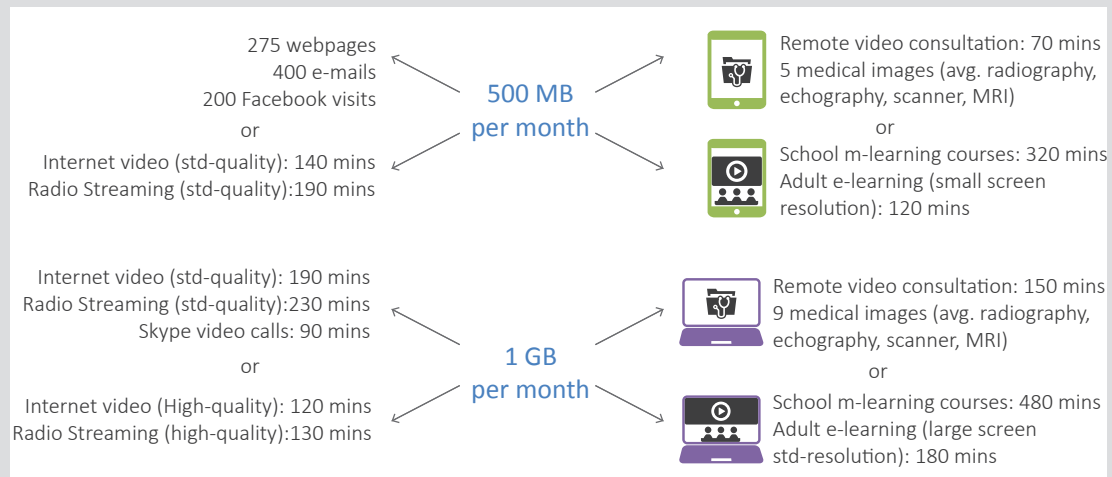 275 webpages
400 e-mails
200 Facebook visits
or
Internet video (std-quality): 140 mins
Radio Streaming (std-quality):190 mins
500 MB
per month
Remote video consultation: 70 mins
5 medical images (avg. radiography,
echography, scanner, MRI)
or
School m-learning courses: 320 mins
Adult e-learning (small screen
resolution): 120 mins
Internet video (std-quality): 190 mins
Radio Streaming (std-quality):230 mins
Skype video calls: 90 mins
or
Internet video (High-quality): 120 mins
Radio Streaming (high-quality):130 mins
1 GB
per month
Remote video consultation: 150 mins
9 medical images (avg. radiography,
echography, scanner, MRI)
or
School m-learning courses: 480 mins
Adult e-learning (large screen
std-resolution): 180 mins